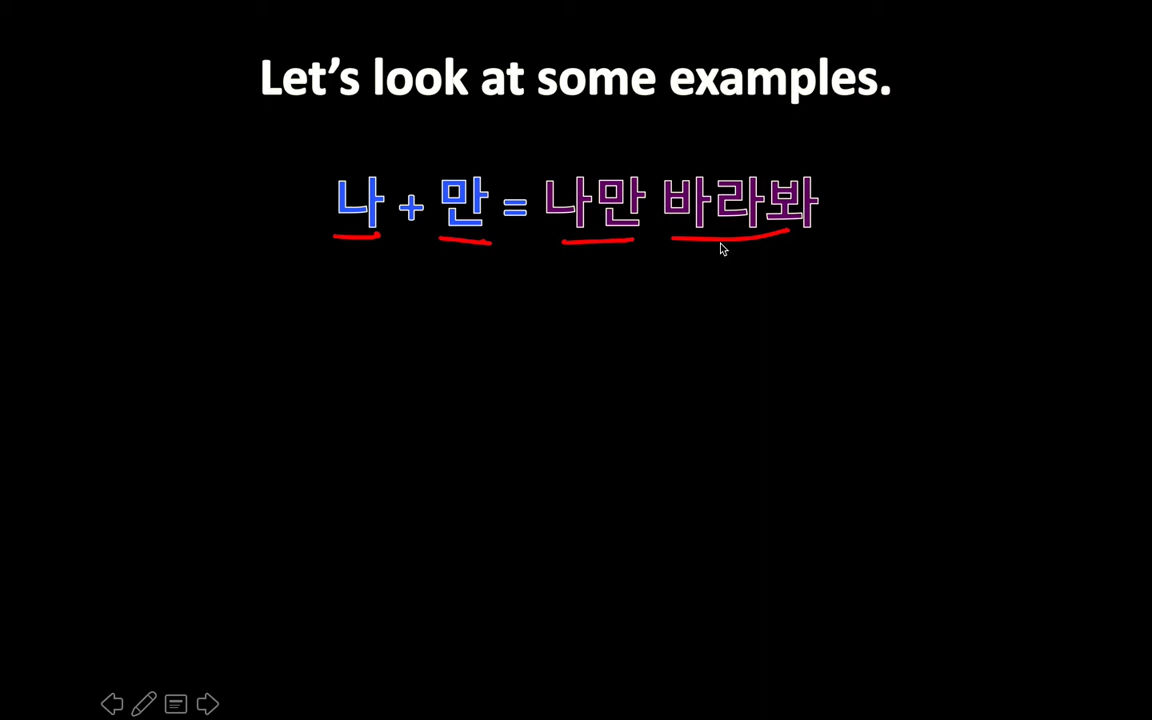 Let’s look at some examples.
나 + 만 = 나만 바라봐